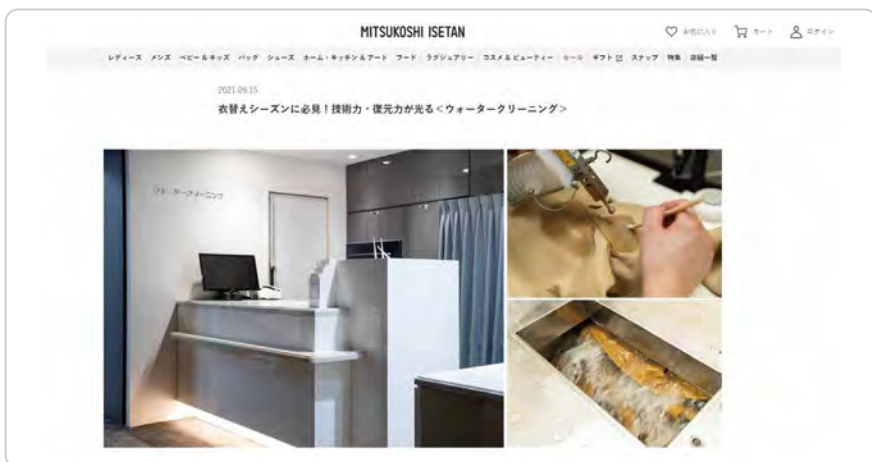 MITSUKOSHI ISETAN
お気に入り カート ログイン
レディース メンズ ベビー＆キッズ バッグ シューズ ホーム・キッチン＆アート フード ラグジュアリー コスメ＆ビューティー セール ギフト スナップ 特集 店舗一覧
2021.09.15
衣替えシーズンに必見！技術力・復元力が光る＜ウォータークリーニング＞
ウォータークリーニング